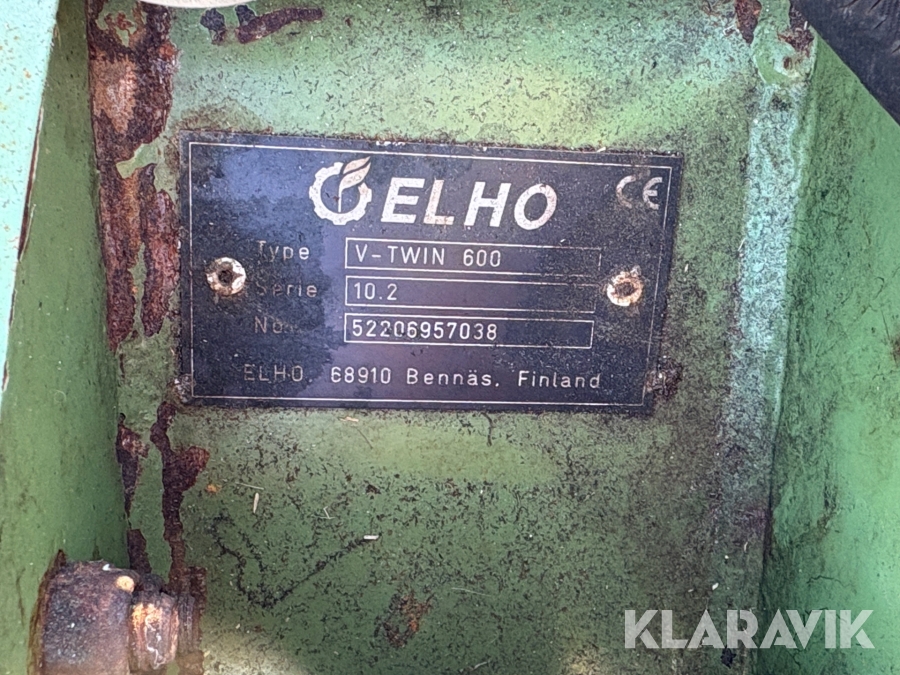 ELHO CE
Type V-TWIN 600
Serie 10.2
No. 52206957038
ELHO, 68910 Bennäs, Finland
KLARAVIK